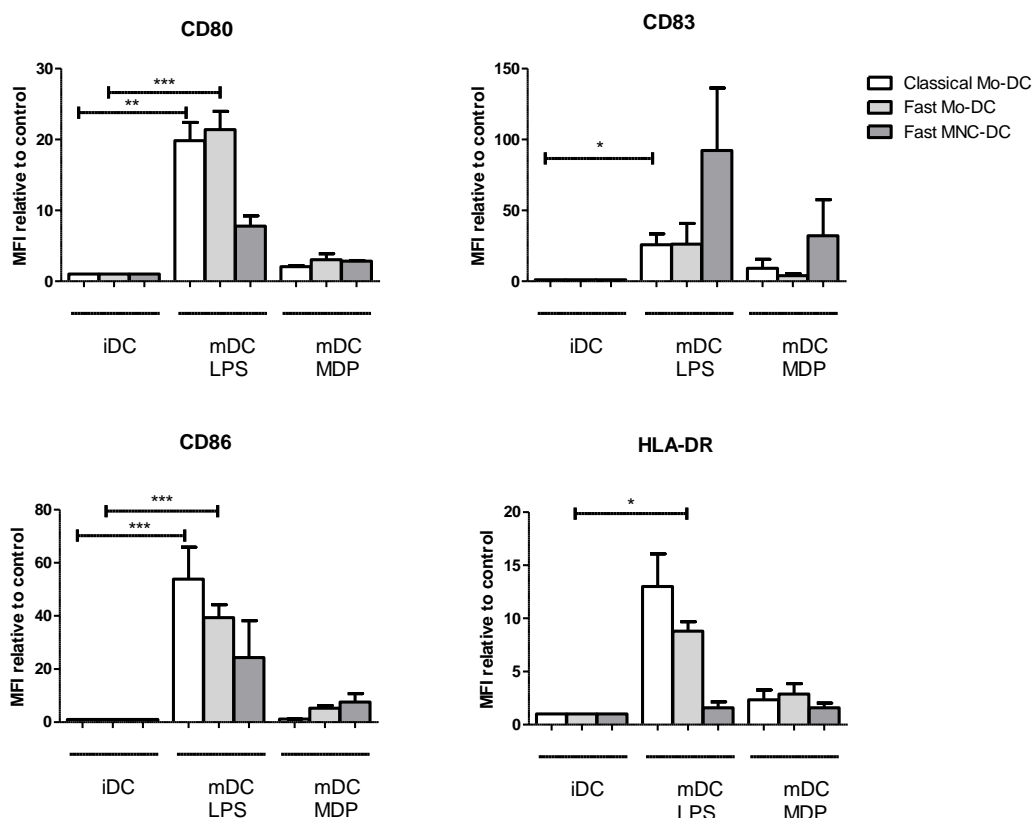 CD80
MFI relative to control
30
20
10
0
***
**
iDC
mDC
LPS
mDC
MDP
CD83
MFI relative to control
150
100
50
0
*
iDC
mDC
LPS
mDC
MDP
Classical Mo-DC
Fast Mo-DC
Fast MNC-DC
CD86
MFI relative to control
80
60
40
20
0
***
***
iDC
mDC
LPS
mDC
MDP
HLA-DR
MFI relative to control
20
15
10
5
0
*
iDC
mDC
LPS
mDC
MDP